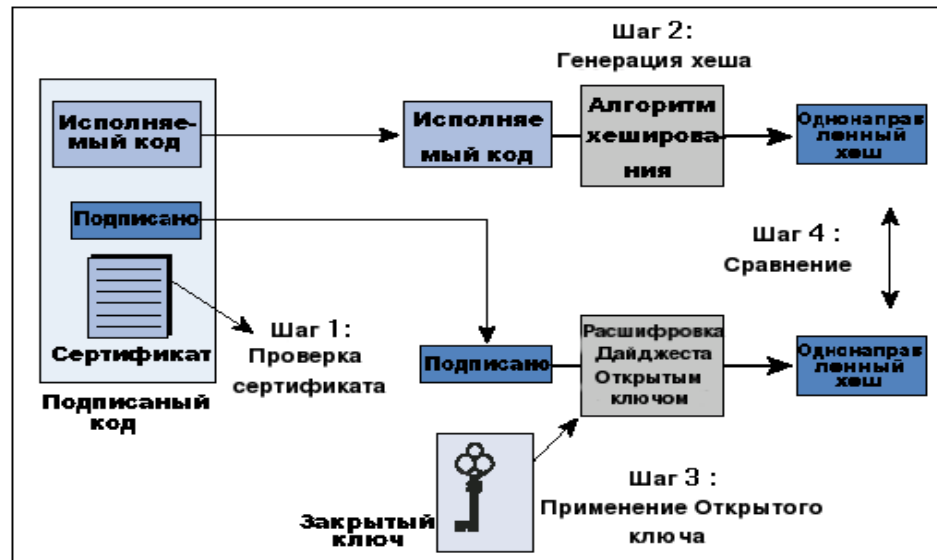 Шаг 2:
Генерация хеша
Исполняе-
мый код
Исполняе
мый код
Алгоритм
хеширова
ния
Однонаправ
ленный
хеш
Подписано
Шаг 4 :
Сравнение
Сертификат
Шаг 1:
Проверка
сертификата
Подписаный
код
Подписано
Расшифровка
Дайджеста
Открытым
ключом
Однонаправ
ленный
хеш
Закрытый
ключ
Шаг 3 :
Применение Открытого
ключа